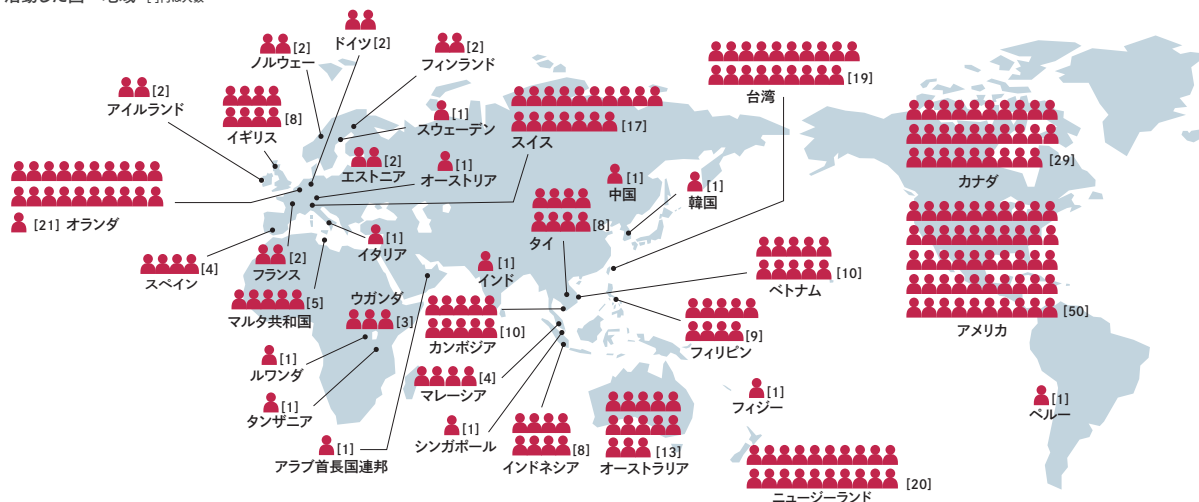 [2]
ノルウェー
ドイツ[2]
[2]
フィンランド
[19]
台湾
[2]
アイルランド
[8]
イギリス
[1]
スウェーデン
[17]
スイス
[29]
カナダ
[2]
エストニア
[1]
オーストリア
[1]
中国
[1]
韓国
[21] オランダ
[8]
タイ
[4]
スペイン
[2]
フランス
[1]
イタリア
[1]
インド
[10]
ベトナム
[50]
アメリカ
[5]
マルタ共和国
ウガンダ
[3]
[10]
カンボジア
[9]
フィリピン
[1]
ルワンダ
[4]
マレーシア
[1]
フィジー
[1]
ペルー
[1]
タンザニア
[1]
シンガポール
[8]
インドネシア
[13]
オーストラリア
[1]
アラブ首長国連邦
[20]
ニュージーランド